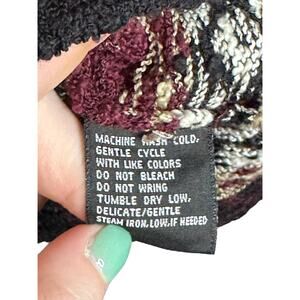 MACHINE WASH COLD,
GENTLE CYCLE
WITH LIKE COLORS
DO NOT BLEACH
DO NOT WRING
TUMBLE DRY LOW,
DELICATE/GENTLE
STEAM IRON, LOW, IF NEEDED